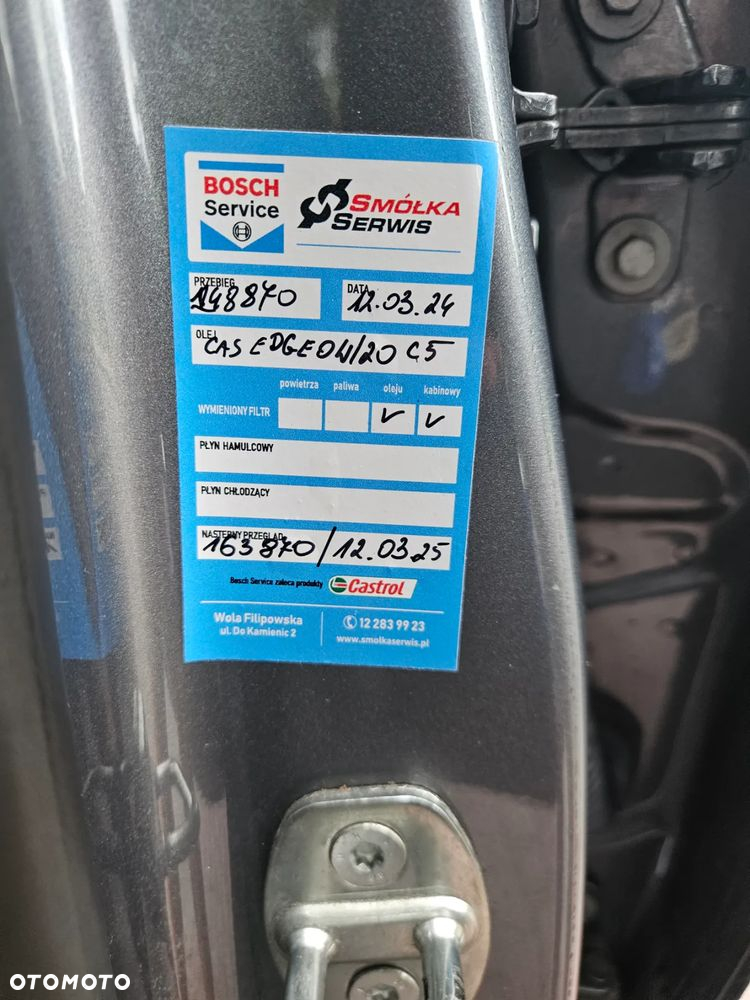 BOSCH
Service
SMÓŁKA
SERWIS
PRZEBIEG
148870
DATA
12.03.24
OLEJ
CAS EDGE 0W/20 C5
powietrza paliwa oleju kabinowy
WYMIENIONY FILTR ✓ ✓
PŁYN HAMULCOWY
PŁYN CHŁODZĄCY
NASTĘPNY PRZEGLĄD
163870/12.03.25
Bosch Service zaleca produkty Castrol
Wola Filipowska
ul. Do Kamienic 2
12 283 99 23
www.smolkaserwis.pl
OTOMOTO